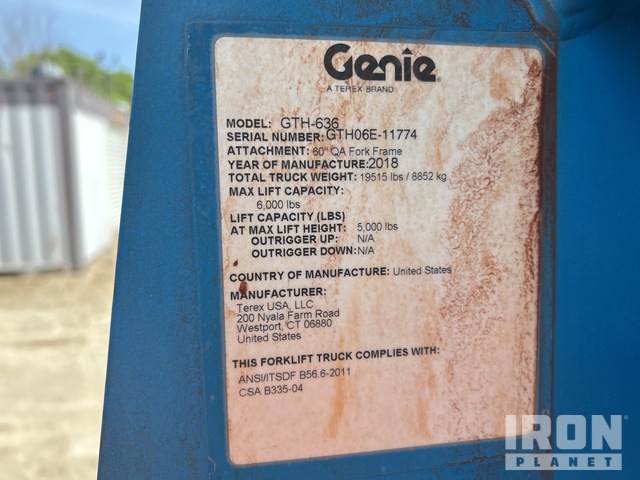 Genie
A TEREX BRAND
MODEL: GTH-636
SERIAL NUMBER: GTH06E-11774
ATTACHMENT: 60" QA Fork Frame
YEAR OF MANUFACTURE: 2018
TOTAL TRUCK WEIGHT: 19515 lbs / 8852 kg
MAX LIFT CAPACITY:
6,000 lbs
LIFT CAPACITY (LBS)
AT MAX LIFT HEIGHT: 5,000 lbs
OUTRIGGER UP: N/A
OUTRIGGER DOWN: N/A
COUNTRY OF MANUFACTURE: United States
MANUFACTURER:
Terex USA, LLC
200 Nyala Farm Road
Westport, CT 06880
United States
THIS FORKLIFT TRUCK COMPLIES WITH:
ANSI/ITSDF B56.6-2011
CSA B335-04
IRON
PLANET